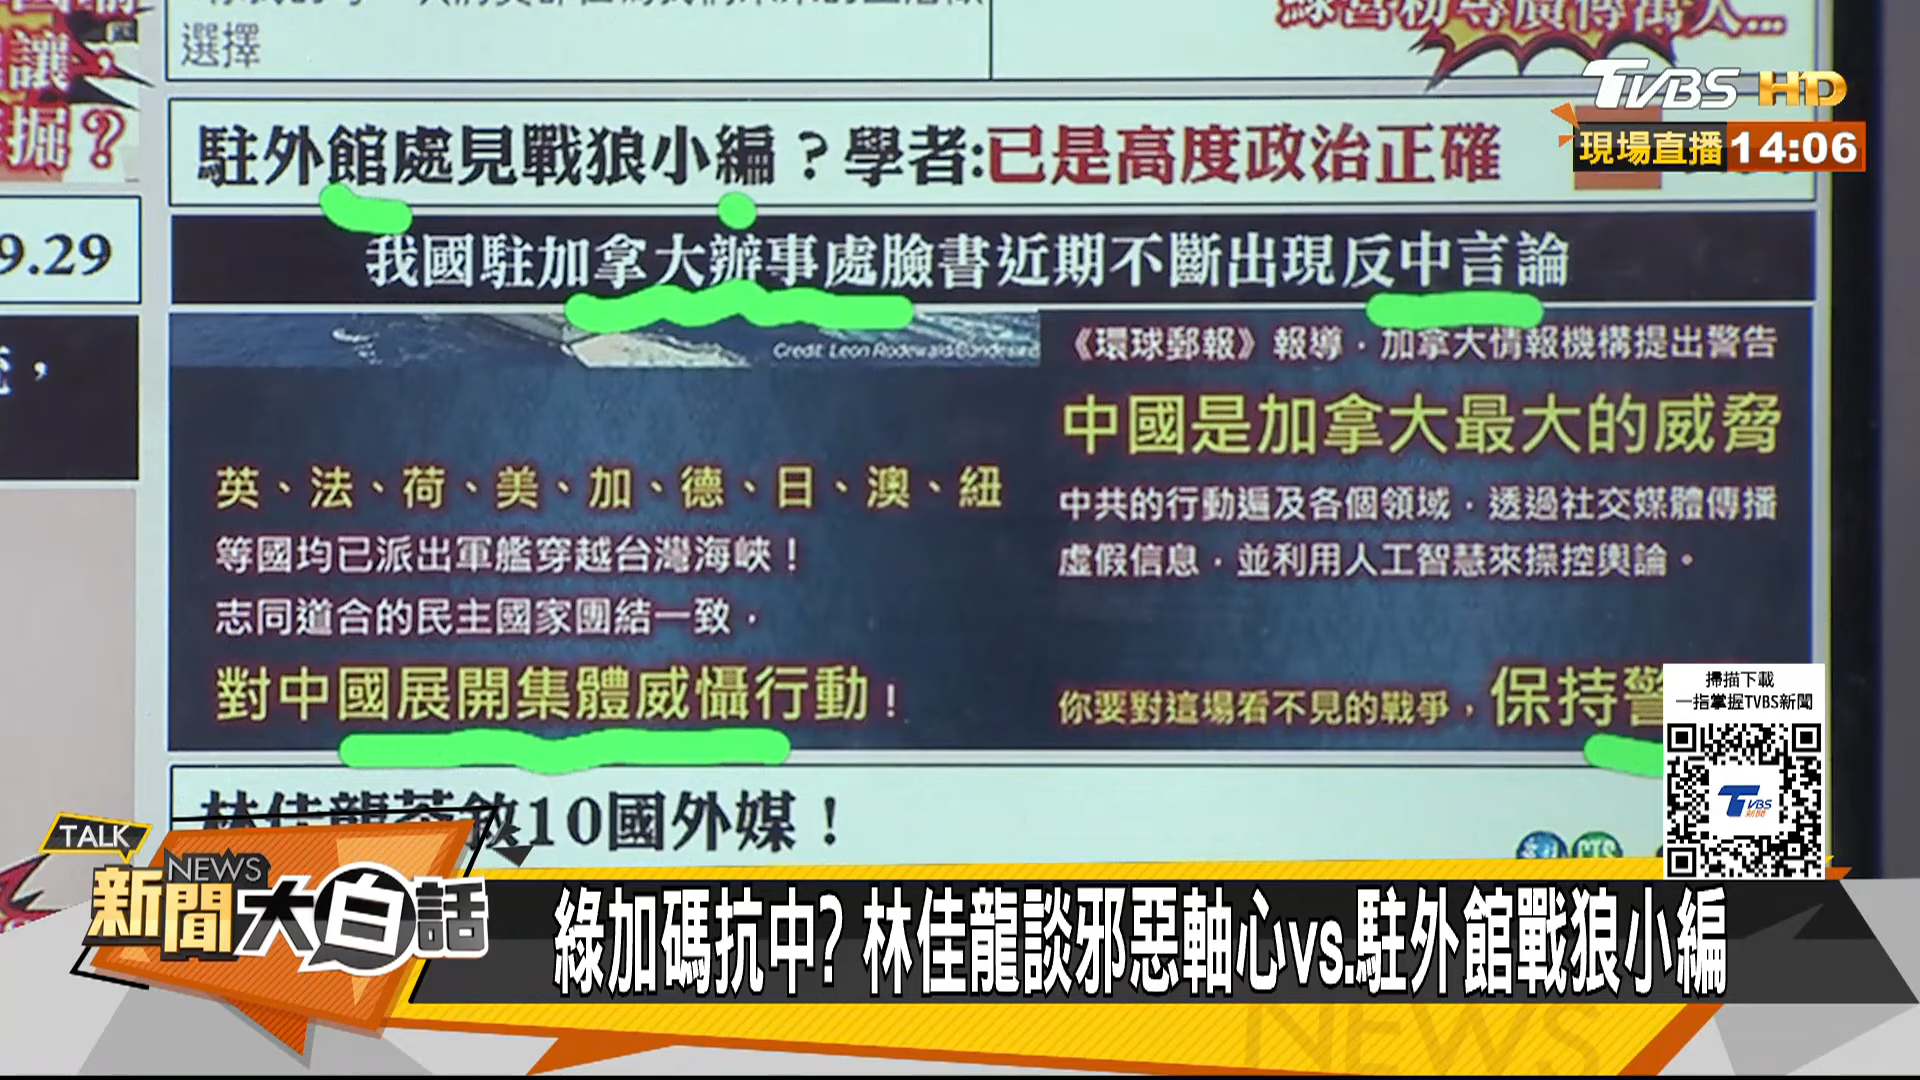 選擇
讓，
掘？
9.29
TVBS HD
現場直播 14:06
駐外館處見戰狼小編？學者:已是高度政治正確
我國駐加拿大辦事處臉書近期不斷出現反中言論
Credit: Leon Rodewald
《環球郵報》報導，加拿大情報機構提出警告
中國是加拿大最大的威脅
中共的行動遍及各個領域，透過社交媒體傳播
虛假信息，並利用人工智慧來操控輿論。
你要對這場看不見的戰爭，保持警
英、法、荷、美、加、德、日、澳、紐
等國均已派出軍艦穿越台灣海峽！
志同道合的民主國家團結一致，
對中國展開集體威懾行動！
掃描下載
一指掌握TVBS新聞
TVBS
新聞
林佳龍茶敘10國外媒！
CTS
TALK
NEWS
新聞大白話
綠加碼抗中？林佳龍談邪惡軸心vs.駐外館戰狼小編
NEWS